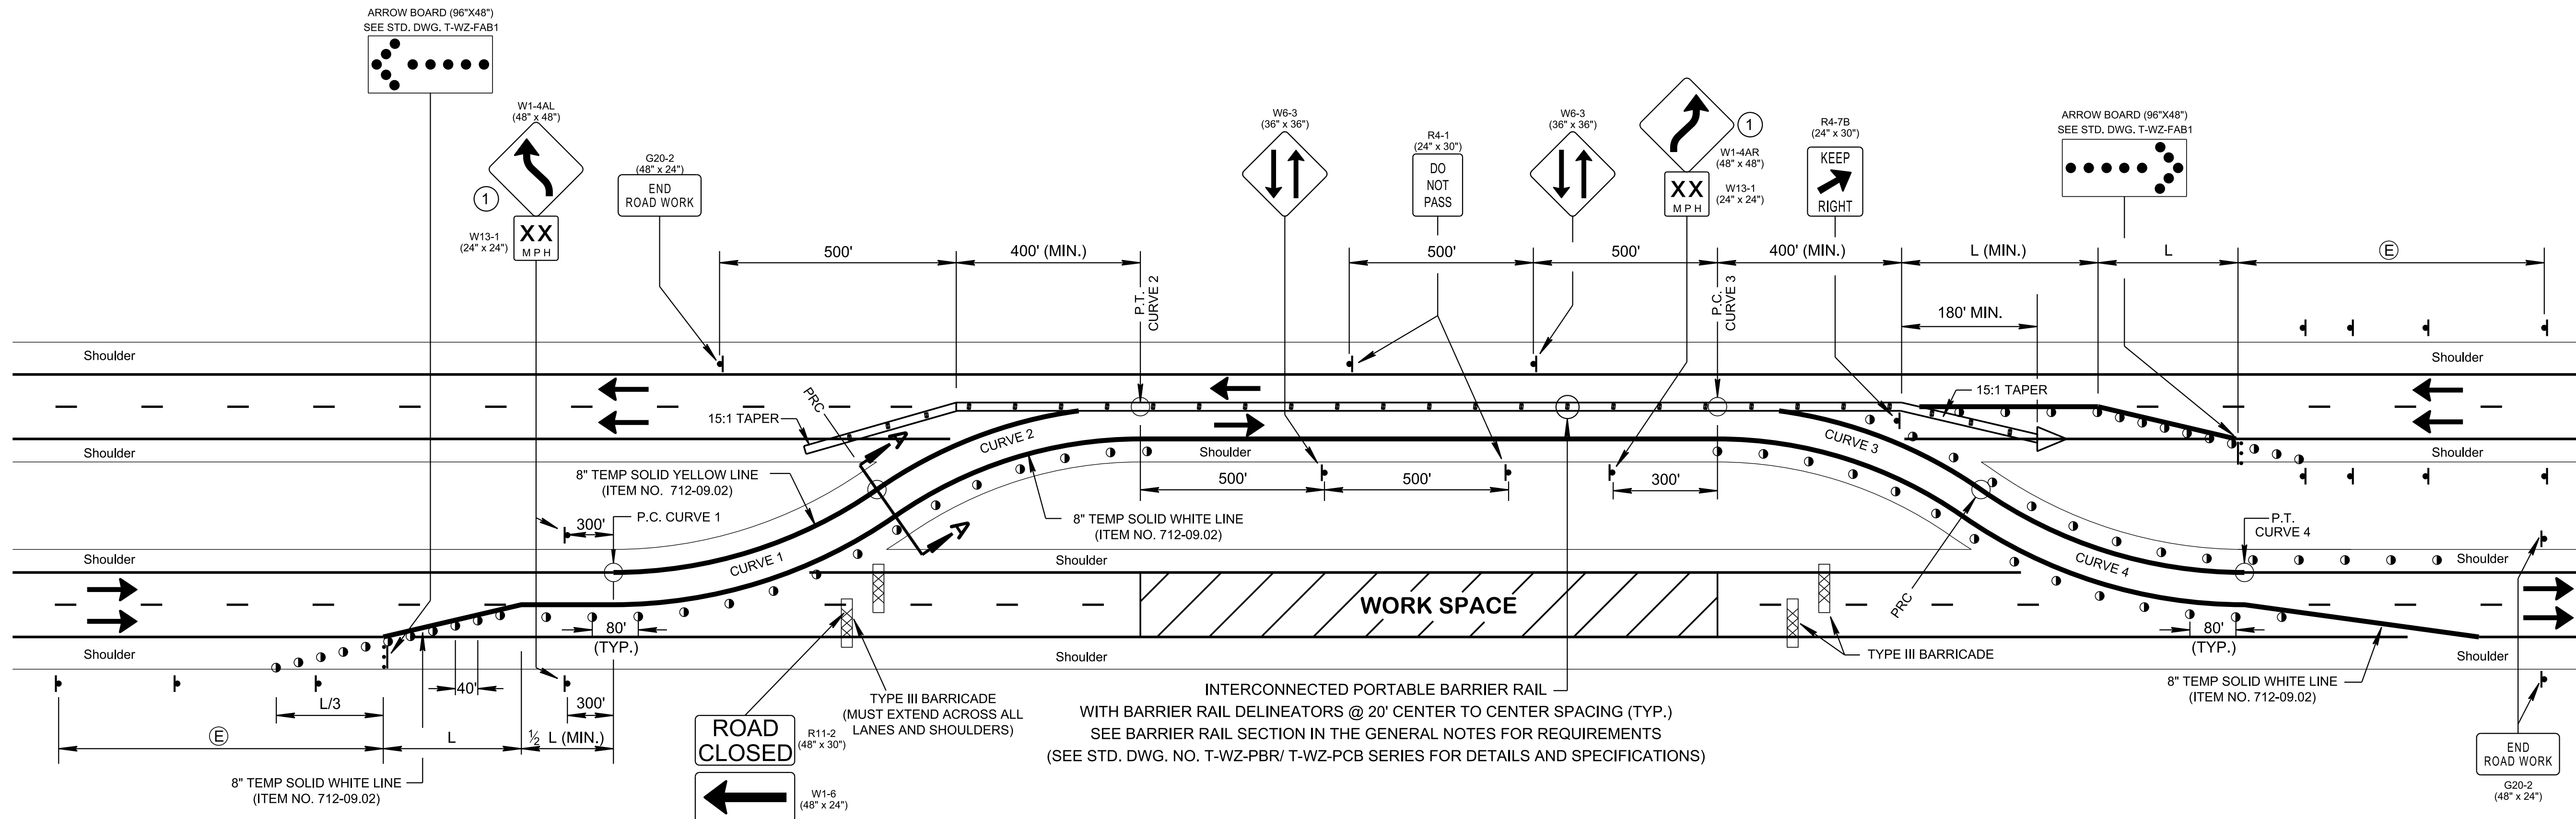 ARROW BOARD (96"X48")
SEE STD. DWG. T-WZ-FAB1
W1-4AL
(48" x 48")
1
XX
MPH
W13-1
(24" x 24")
G20-2
(48" x 24")
END
ROAD WORK
W6-3
(36" x 36")
R4-1
(24" x 30")
DO
NOT
PASS
W6-3
(36" x 36")
1
W1-4AR
(48" x 48")
XX
MPH
W13-1
(24" x 24")
R4-7B
(24" x 30")
KEEP
RIGHT
ARROW BOARD (96"X48")
SEE STD. DWG. T-WZ-FAB1
500'
400' (MIN.)
P.T.
CURVE 2
500'
500'
P.C.
CURVE 3
400' (MIN.)
L (MIN.)
L
E
180' MIN.
Shoulder
Shoulder
15:1 TAPER
PRC
A
15:1 TAPER
CURVE 2
CURVE 3
Shoulder
Shoulder
Shoulder
500'
500'
300'
8" TEMP SOLID YELLOW LINE
(ITEM NO. 712-09.02)
P.C. CURVE 1
300'
A
8" TEMP SOLID WHITE LINE
(ITEM NO. 712-09.02)
P.T.
CURVE 4
Shoulder
CURVE 1
Shoulder
CURVE 4
Shoulder
WORK SPACE
PRC
80'
(TYP.)
80'
(TYP.)
Shoulder
Shoulder
TYPE III BARRICADE
Shoulder
40'
L/3
300'
E
L
½ L (MIN.)
8" TEMP SOLID WHITE LINE
(ITEM NO. 712-09.02)
ROAD
CLOSED
R11-2
(48" x 30")
W1-6
(48" x 24")
TYPE III BARRICADE
(MUST EXTEND ACROSS ALL
LANES AND SHOULDERS)
INTERCONNECTED PORTABLE BARRIER RAIL
WITH BARRIER RAIL DELINEATORS @ 20' CENTER TO CENTER SPACING (TYP.)
SEE BARRIER RAIL SECTION IN THE GENERAL NOTES FOR REQUIREMENTS
(SEE STD. DWG. NO. T-WZ-PBR/ T-WZ-PCB SERIES FOR DETAILS AND SPECIFICATIONS)
8" TEMP SOLID WHITE LINE
(ITEM NO. 712-09.02)
END
ROAD WORK
G20-2
(48" x 24")